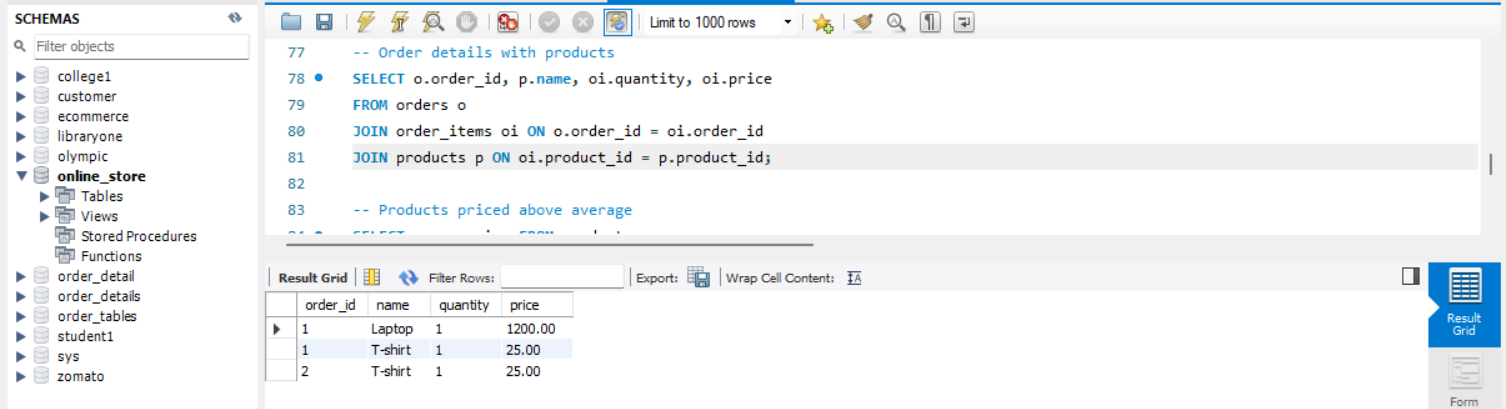 SCHEMAS
Filter objects
college1
customer
ecommerce
libraryone
olympic
online_store
Tables
Views
Stored Procedures
Functions
order_detail
order_details
order_tables
student1
sys
zomato
Limit to 1000 rows
77 -- Order details with products
78 SELECT o.order_id, p.name, oi.quantity, oi.price
79 FROM orders o
80 JOIN order_items oi ON o.order_id = oi.order_id
81 JOIN products p ON oi.product_id = p.product_id;
82
83 -- Products priced above average
Result Grid Filter Rows: Export: Wrap Cell Content:
order_id name quantity price
1 Laptop 1 1200.00
1 T-shirt 1 25.00
2 T-shirt 1 25.00
Result
Grid
Form